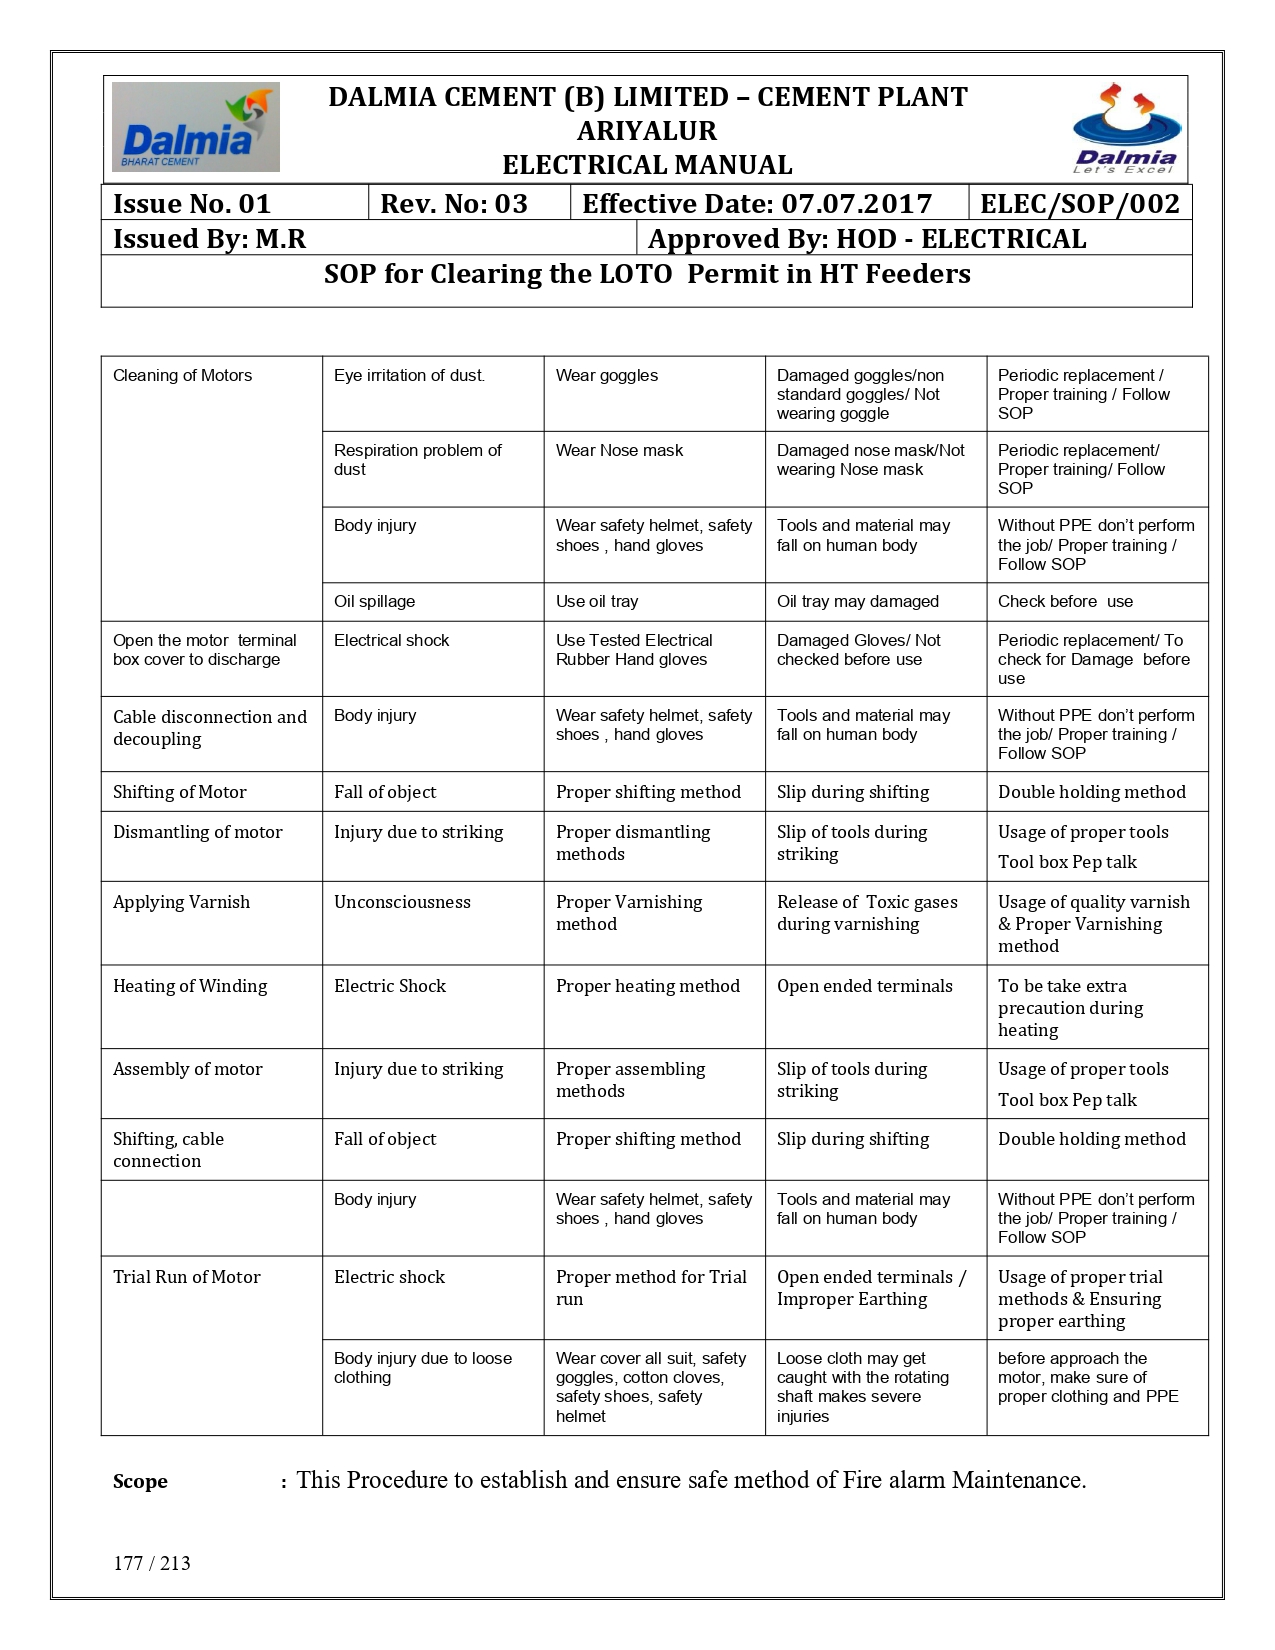 Dalmia
BHARAT CEMENT
DALMIA CEMENT (B) LIMITED – CEMENT PLANT
ARIYALUR
ELECTRICAL MANUAL
Dalmia
Let's Excel
Issue No. 01 Rev. No: 03 Effective Date: 07.07.2017 ELEC/SOP/002
Issued By: M.R Approved By: HOD - ELECTRICAL
SOP for Clearing the LOTO Permit in HT Feeders
Cleaning of Motors
Eye irritation of dust.
Wear goggles
Damaged goggles/non
standard goggles/ Not
wearing goggle
Periodic replacement /
Proper training / Follow
SOP
Respiration problem of
dust
Wear Nose mask
Damaged nose mask/Not
wearing Nose mask
Periodic replacement/
Proper training/ Follow
SOP
Body injury
Wear safety helmet, safety
shoes , hand gloves
Tools and material may
fall on human body
Without PPE don’t perform
the job/ Proper training /
Follow SOP
Oil spillage
Use oil tray
Oil tray may damaged
Check before use
Open the motor terminal
box cover to discharge
Electrical shock
Use Tested Electrical
Rubber Hand gloves
Damaged Gloves/ Not
checked before use
Periodic replacement/ To
check for Damage before
use
Cable disconnection and
decoupling
Body injury
Wear safety helmet, safety
shoes , hand gloves
Tools and material may
fall on human body
Without PPE don’t perform
the job/ Proper training /
Follow SOP
Shifting of Motor
Fall of object
Proper shifting method
Slip during shifting
Double holding method
Dismantling of motor
Injury due to striking
Proper dismantling
methods
Slip of tools during
striking
Usage of proper tools
Tool box Pep talk
Applying Varnish
Unconsciousness
Proper Varnishing
method
Release of Toxic gases
during varnishing
Usage of quality varnish
& Proper Varnishing
method
Heating of Winding
Electric Shock
Proper heating method
Open ended terminals
To be take extra
precaution during
heating
Assembly of motor
Injury due to striking
Proper assembling
methods
Slip of tools during
striking
Usage of proper tools
Tool box Pep talk
Shifting, cable
connection
Fall of object
Proper shifting method
Slip during shifting
Double holding method
Body injury
Wear safety helmet, safety
shoes , hand gloves
Tools and material may
fall on human body
Without PPE don’t perform
the job/ Proper training /
Follow SOP
Trial Run of Motor
Electric shock
Proper method for Trial
run
Open ended terminals /
Improper Earthing
Usage of proper trial
methods & Ensuring
proper earthing
Body injury due to loose
clothing
Wear cover all suit, safety
goggles, cotton cloves,
safety shoes, safety
helmet
Loose cloth may get
caught with the rotating
shaft makes severe
injuries
before approach the
motor, make sure of
proper clothing and PPE
Scope : This Procedure to establish and ensure safe method of Fire alarm Maintenance.
177 / 213